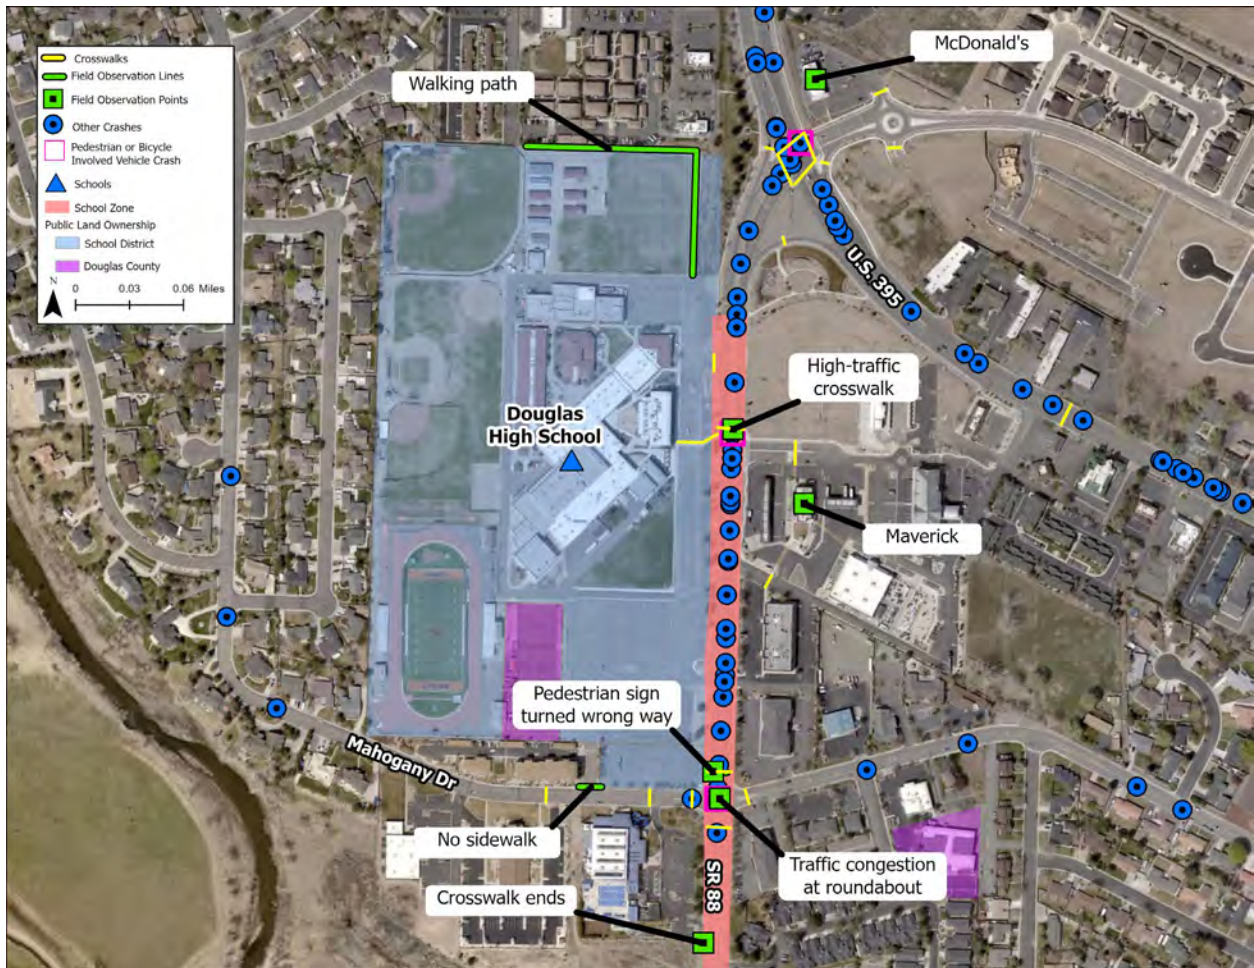 Crosswalks
Field Observation Lines
Field Observation Points
Other Crashes
Pedestrian or Bicycle
Involved Vehicle Crash
Schools
School Zone
Public Land Ownership
School District
Douglas County
N
0 0.03 0.06 Miles
McDonald's
Walking path
U.S. 395
High-traffic
crosswalk
Douglas
High School
Maverick
Pedestrian sign
turned wrong way
Mahogany Dr
No sidewalk
Traffic congestion
at roundabout
SR 88
Crosswalk ends